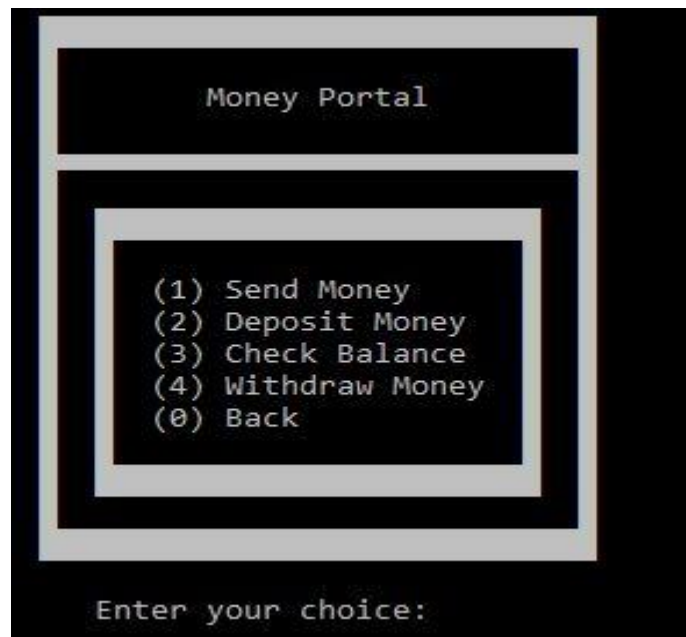 Money Portal
(1) Send Money
(2) Deposit Money
(3) Check Balance
(4) Withdraw Money
(0) Back
Enter your choice: